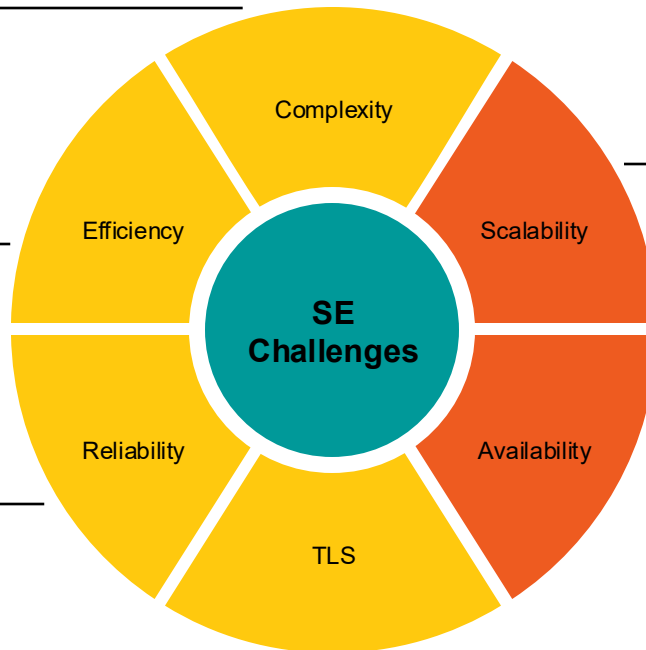 Complexity
Efficiency
Scalability
SE
Challenges
Reliability
Availability
TLS